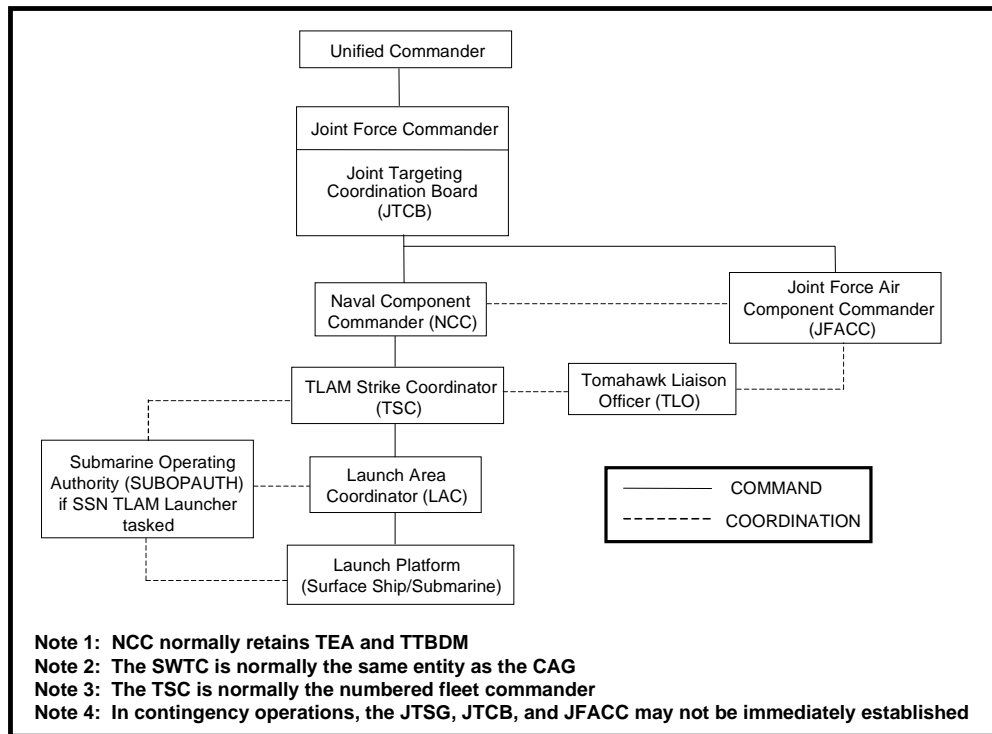 Unified Commander
Joint Force Commander
Joint Targeting
Coordination Board
(JTCB)
Naval Component
Commander (NCC)
Joint Force Air
Component Commander
(JFACC)
TLAM Strike Coordinator
(TSC)
Tomahawk Liaison
Officer (TLO)
Submarine Operating
Authority (SUBOPAUTH)
if SSN TLAM Launcher
tasked
Launch Area
Coordinator (LAC)
Launch Platform
(Surface Ship/Submarine)
COMMAND
COORDINATION
Note 1: NCC normally retains TEA and TTBDM
Note 2: The SWTC is normally the same entity as the CAG
Note 3: The TSC is normally the numbered fleet commander
Note 4: In contingency operations, the JTSG, JTCB, and JFACC may not be immediately established